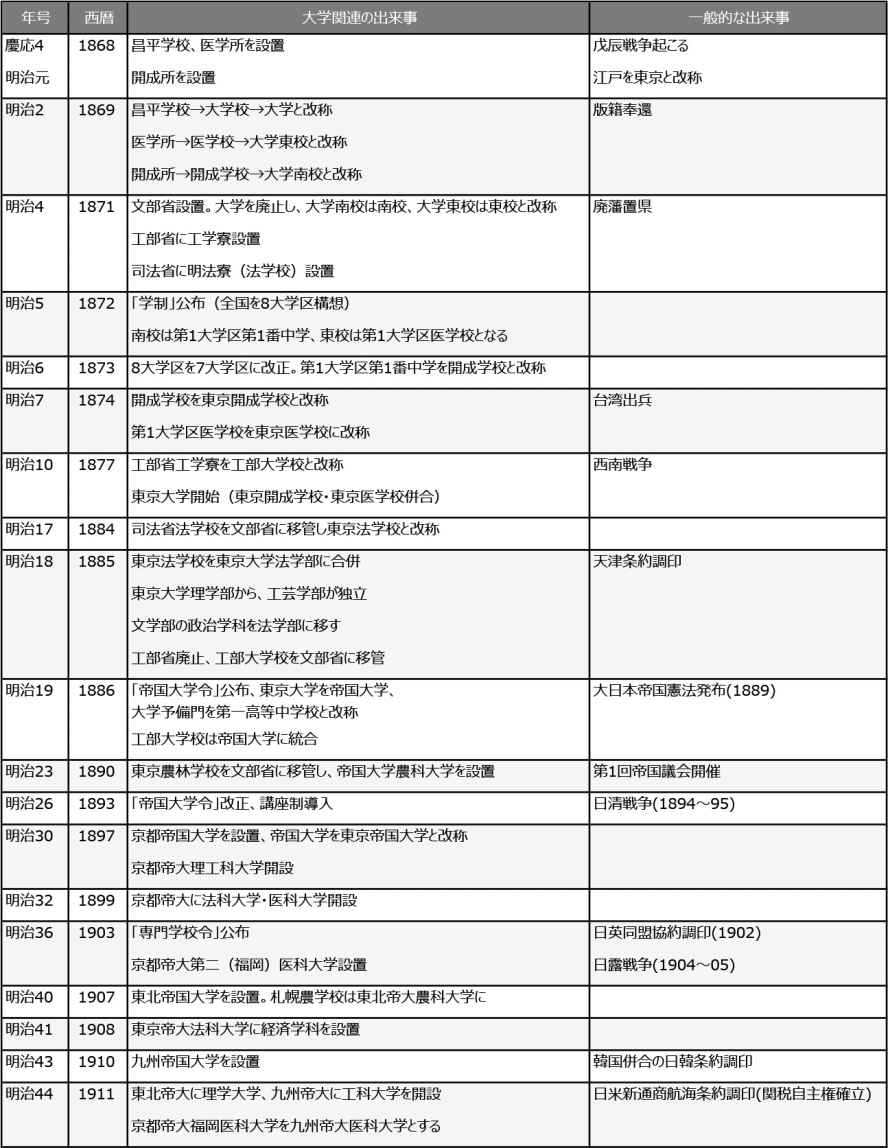 年号 西暦 大学関連の出来事 一般的な出来事
慶応4 1868 昌平学校、医学所を設置 戊辰戦争起こる
明治元 開成所を設置 江戸を東京と改称
明治2 1869 昌平学校→大学校→大学と改称 版籍奉還
医学所→医学校→大学東校と改称
開成所→開成学校→大学南校と改称
明治4 1871 文部省設置。大学を廃止し、大学南校は南校、大学東校は東校と改称 廃藩置県
工部省に工学寮設置
司法省に明法寮（法学校）設置
明治5 1872 「学制」公布（全国を8大学区構想）
南校は第1大学区第1番中学、東校は第1大学区医学校となる
明治6 1873 8大学区を7大学区に改正。第1大学区第1番中学を開成学校と改称
明治7 1874 開成学校を東京開成学校と改称 台湾出兵
第1大学区医学校を東京医学校に改称
明治10 1877 工部省工学寮を工部大学校と改称 西南戦争
東京大学開始（東京開成学校・東京医学校併合）
明治17 1884 司法省法学校を文部省に移管し東京法学校と改称
明治18 1885 東京法学校を東京大学法学部に合併 天津条約調印
東京大学理学部から、工芸学部が独立
文学部の政治学科を法学部に移す
工部省廃止、工部大学校を文部省に移管
明治19 1886 「帝国大学令」公布、東京大学を帝国大学、 大日本帝国憲法発布(1889)
大学予備門を第一高等中学校と改称
工部大学校は帝国大学に統合
明治23 1890 東京農林学校を文部省に移管し、帝国大学農科大学を設置 第1回帝国議会開催
明治26 1893 「帝国大学令」改正、講座制導入 日清戦争(1894～95)
明治30 1897 京都帝国大学を設置、帝国大学を東京帝国大学と改称
京都帝大理工科大学開設
明治32 1899 京都帝大に法科大学・医科大学開設
明治36 1903 「専門学校令」公布 日英同盟協約調印(1902)
京都帝大第二（福岡）医科大学設置 日露戦争(1904～05)
明治40 1907 東北帝国大学を設置。札幌農学校は東北帝大農科大学に
明治41 1908 東京帝大法科大学に経済学科を設置
明治43 1910 九州帝国大学を設置 韓国併合の日韓条約調印
明治44 1911 東北帝大に理学大学、九州帝大に工科大学を開設 日米新通商航海条約調印(関税自主権確立)
京都帝大福岡医科大学を九州帝大医科大学とする